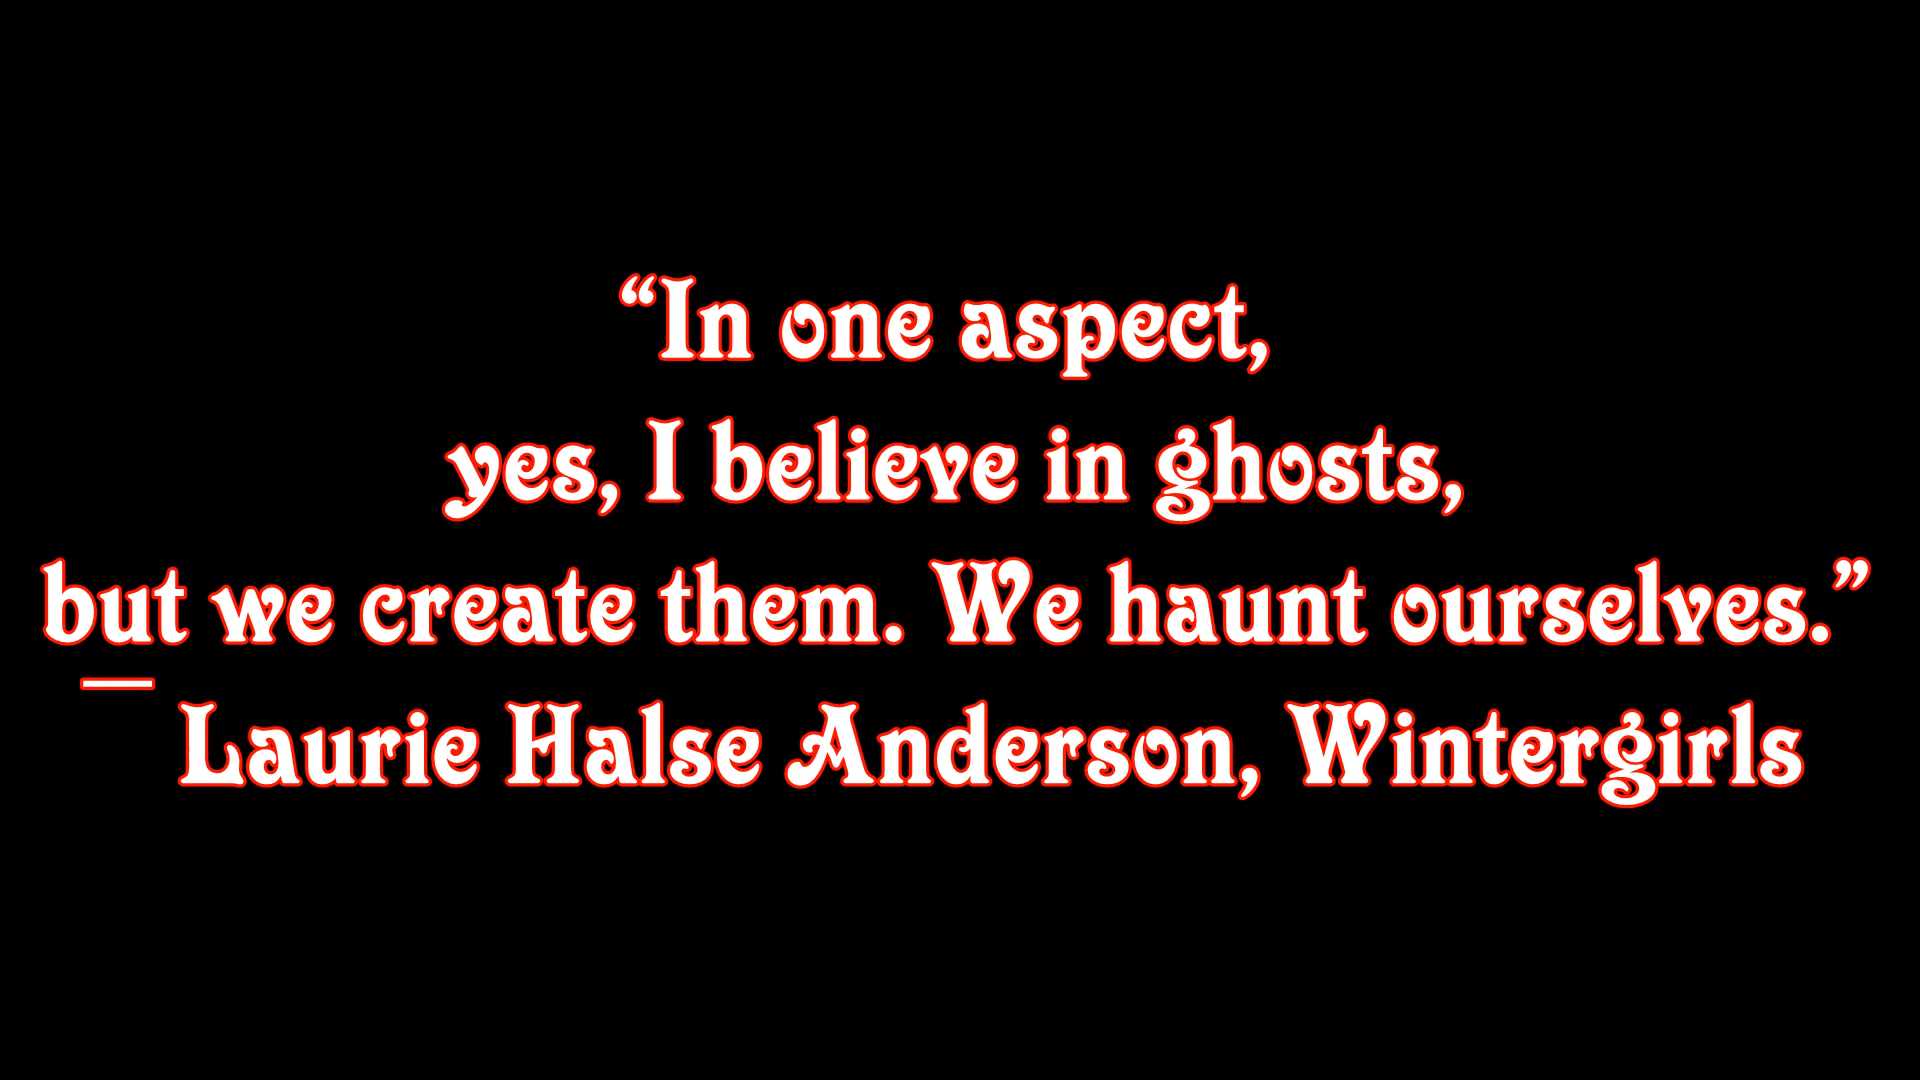 “In one aspect,
yes, I believe in ghosts,
but we create them. We haunt ourselves.”
— Laurie Halse Anderson, Wintergirls